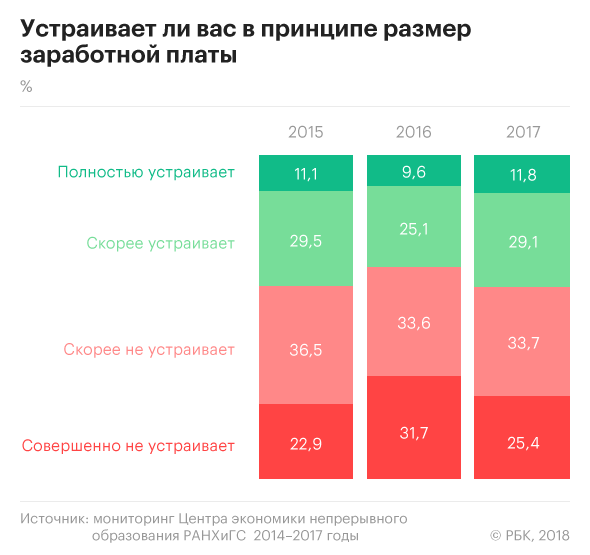 Устраивает ли вас в принципе размер
заработной платы
%
2015 2016 2017
Полностью устраивает 11,1 9,6 11,8
Скорее устраивает 29,5 25,1 29,1
Скорее не устраивает 36,5 33,6 33,7
Совершенно не устраивает 22,9 31,7 25,4
Источник: мониторинг Центра экономики непрерывного
образования РАНХиГС 2014–2017 годы © РБК, 2018